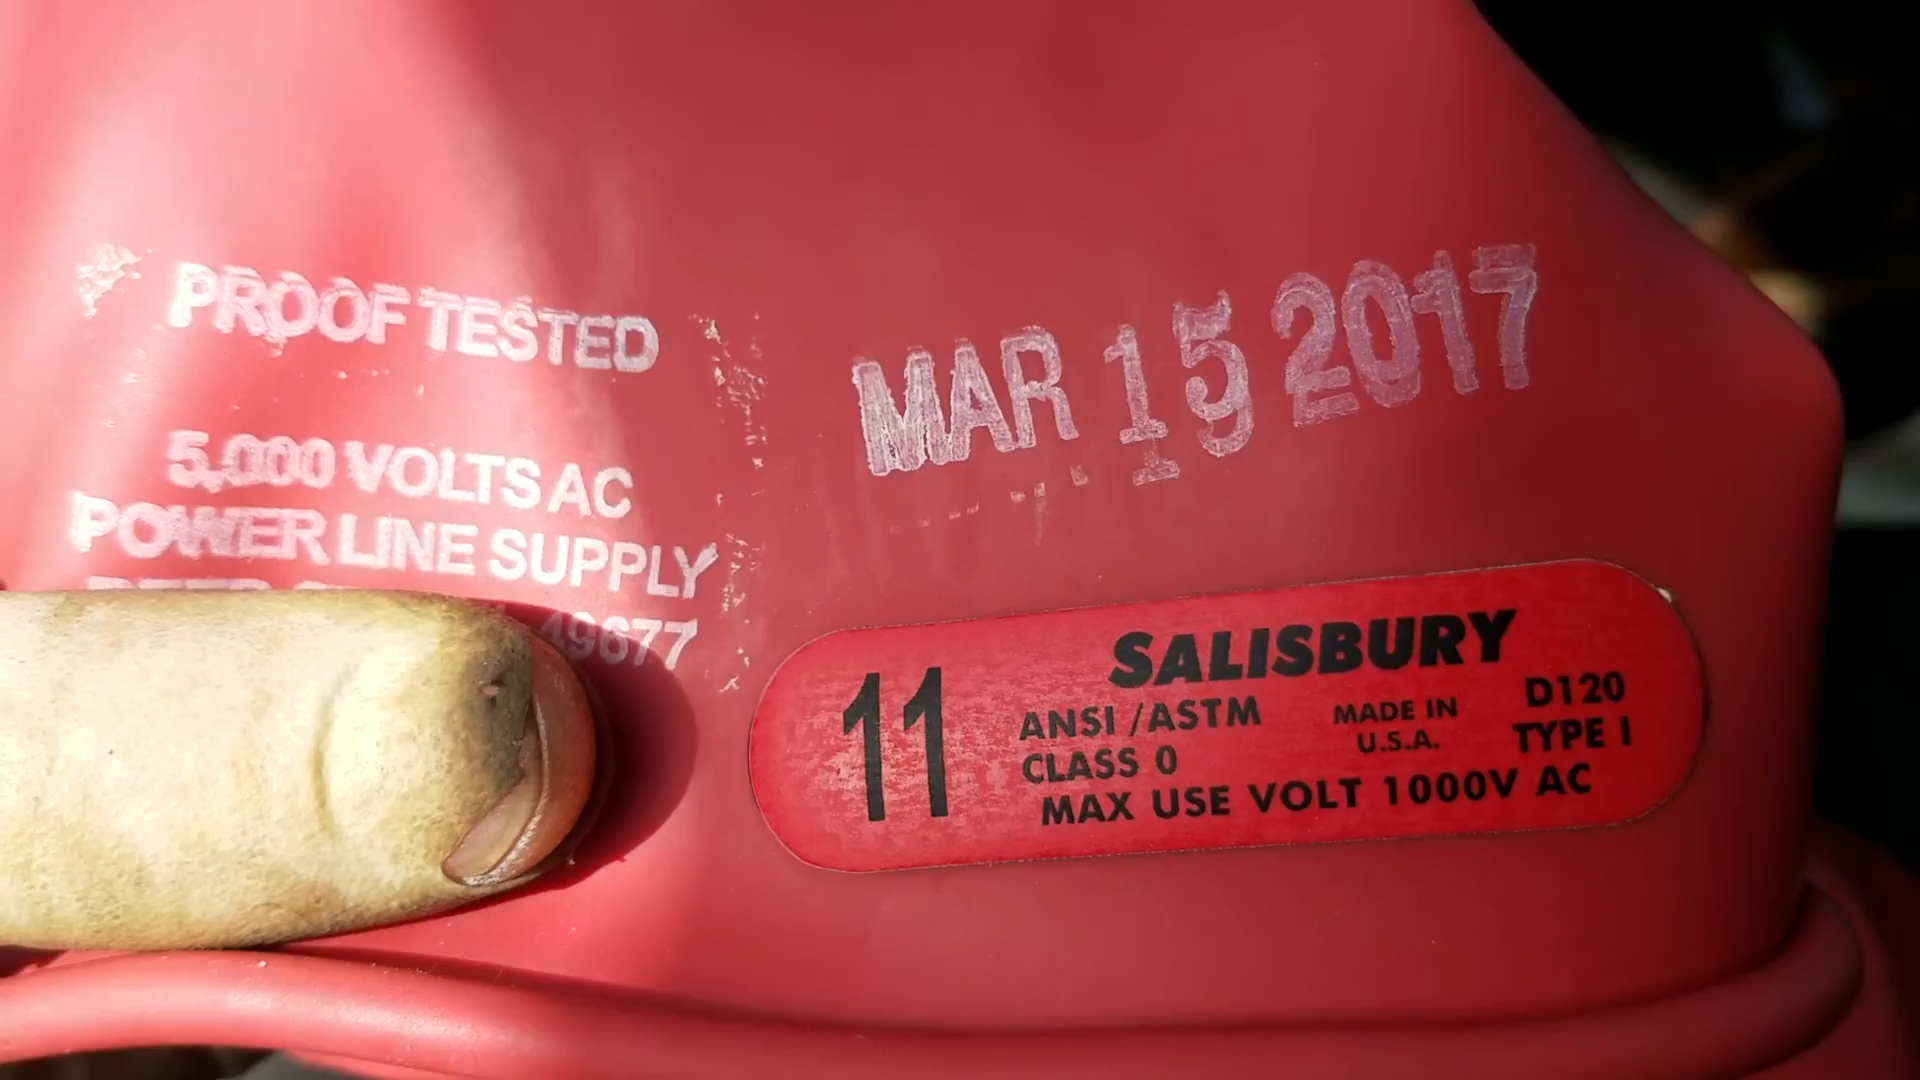 PROOF TESTED
5,000 VOLTS AC
POWER LINE SUPPLY
49677
MAR 15 2017
11
SALISBURY
ANSI /ASTM
CLASS 0
MADE IN
U.S.A.
D120
TYPE I
MAX USE VOLT 1000V AC